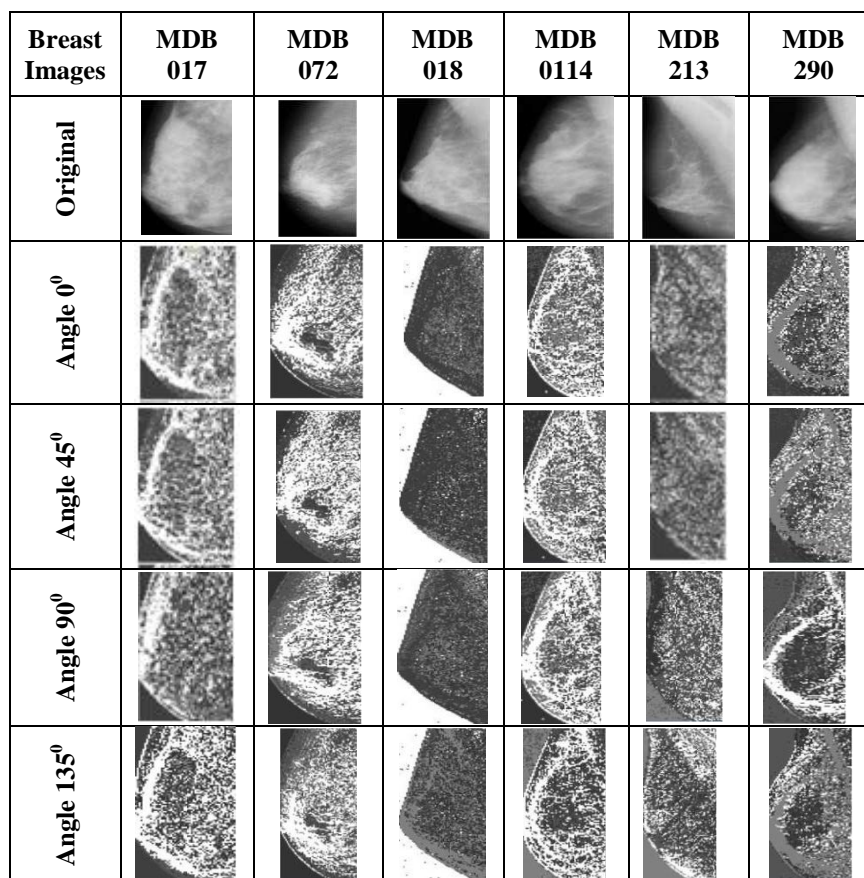 Breast Images MDB 017 MDB 072 MDB 018 MDB 0114 MDB 213 MDB 290
Original
Angle 0⁰
Angle 45⁰
Angle 90⁰
Angle 135⁰